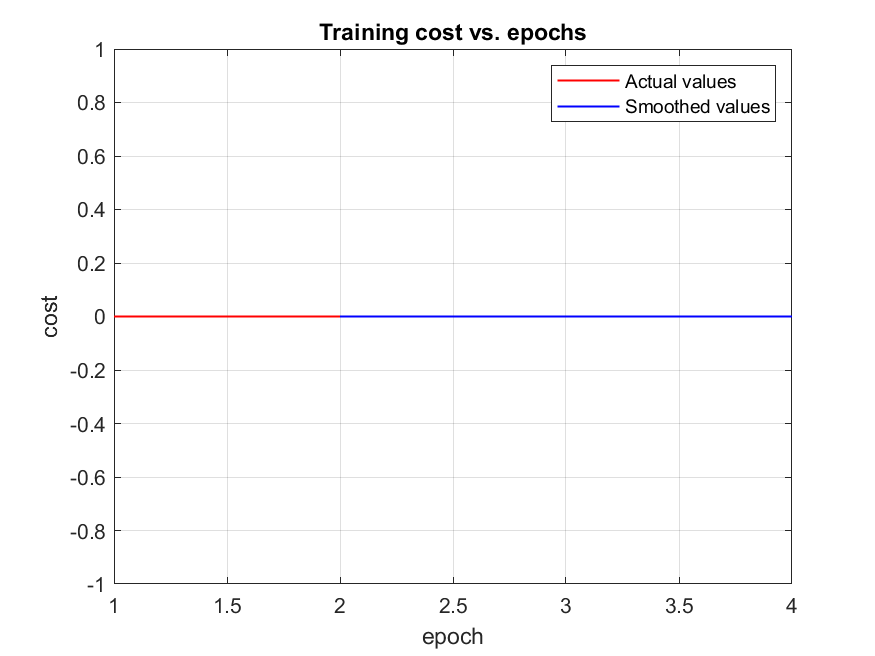 Training cost vs. epochs
Actual values
Smoothed values
1
0.8
0.6
0.4
0.2
0
-0.2
-0.4
-0.6
-0.8
-1
cost
1 1.5 2 2.5 3 3.5 4
epoch